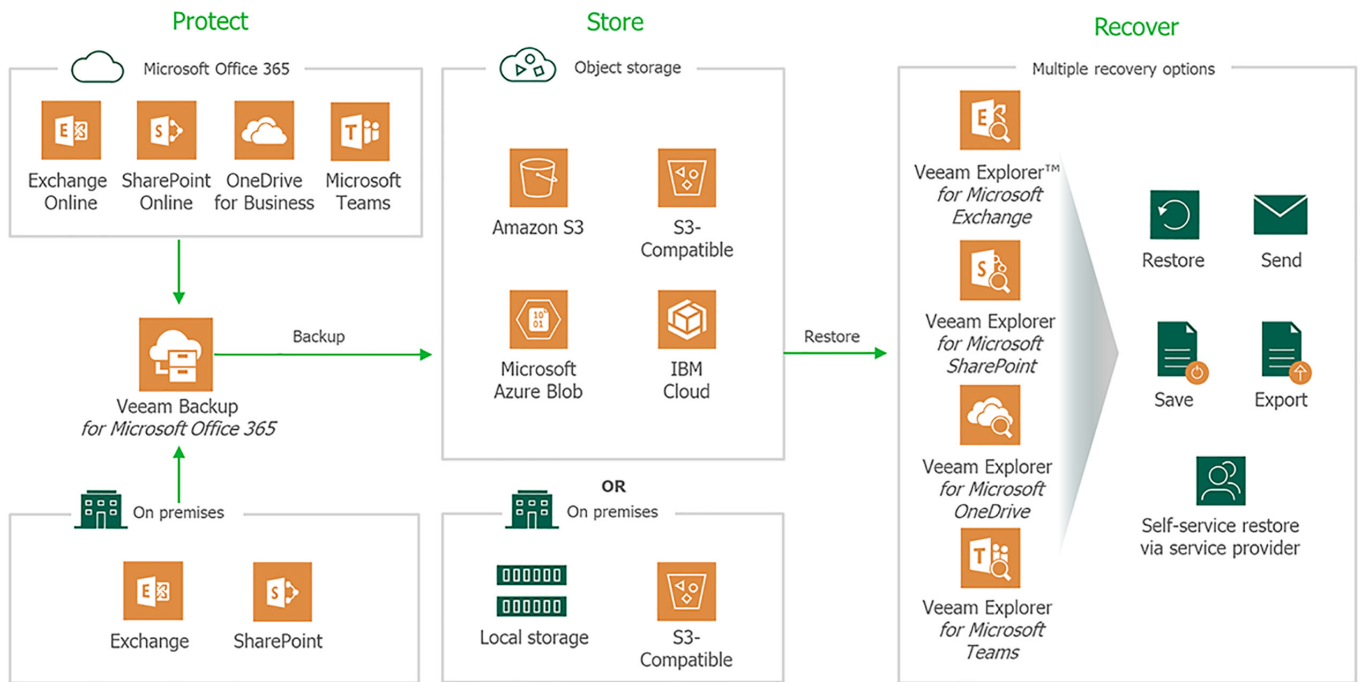 Protect
Microsoft Office 365
Exchange
Online
SharePoint
Online
OneDrive
for Business
Microsoft
Teams
Veeam Backup
for Microsoft Office 365
Backup
On premises
Exchange
SharePoint
Store
Object storage
Amazon S3
S3-
Compatible
10
01
Microsoft
Azure Blob
IBM
Cloud
OR
On premises
Local storage
S3-
Compatible
Restore
Recover
Multiple recovery options
Veeam Explorer™
for Microsoft
Exchange
Veeam Explorer
for Microsoft
SharePoint
Veeam Explorer
for Microsoft
OneDrive
Veeam Explorer
for Microsoft
Teams
Restore
Send
Save
Export
Self-service restore
via service provider